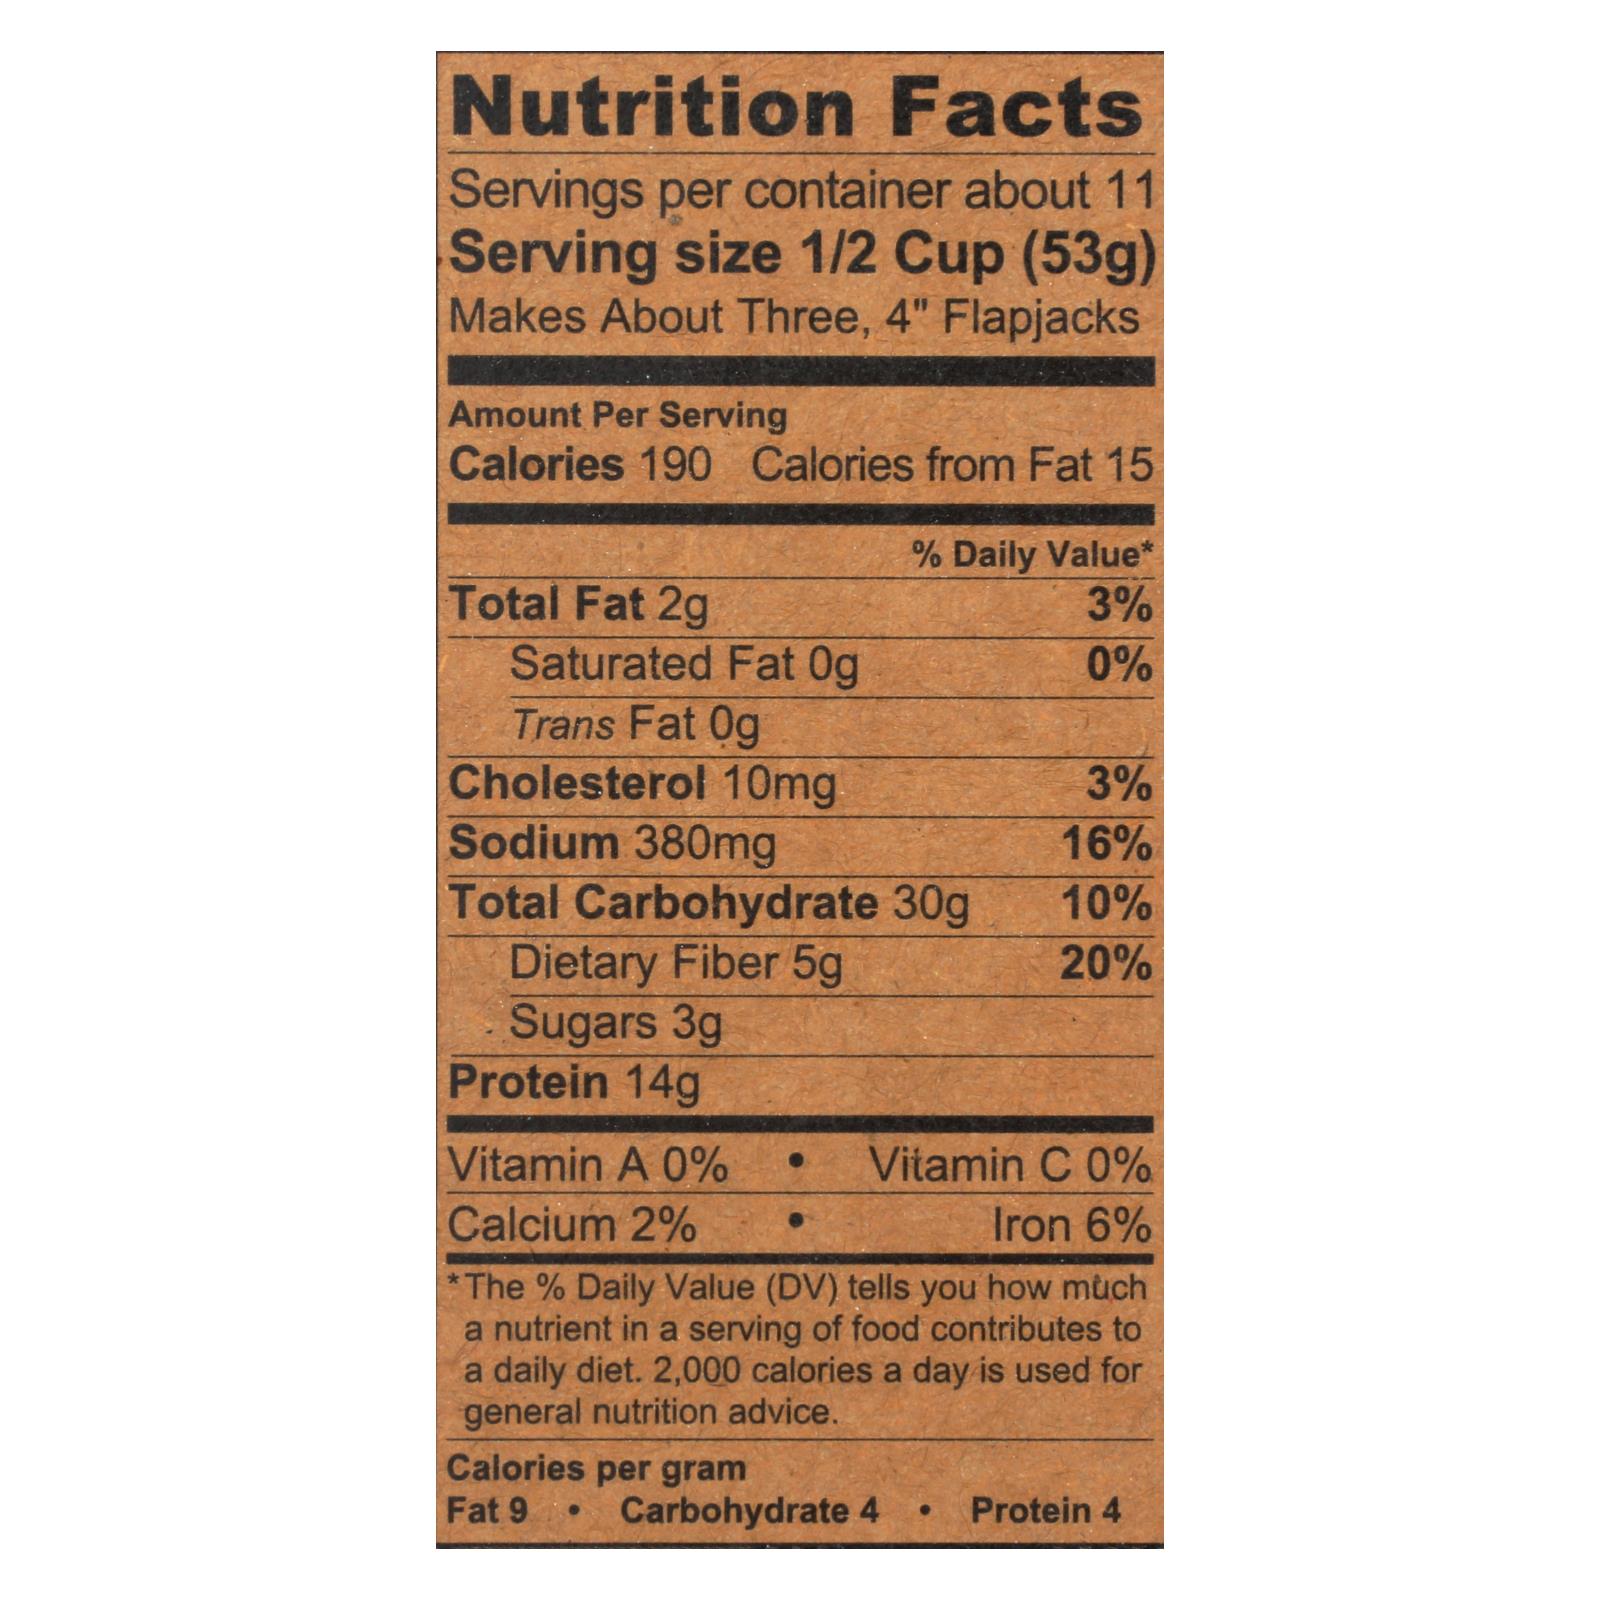 Nutrition Facts
Servings per container about 11
Serving size 1/2 Cup (53g)
Makes About Three, 4" Flapjacks
Amount Per Serving
Calories 190 Calories from Fat 15
% Daily Value*
Total Fat 2g 3%
Saturated Fat 0g 0%
Trans Fat 0g
Cholesterol 10mg 3%
Sodium 380mg 16%
Total Carbohydrate 30g 10%
Dietary Fiber 5g 20%
Sugars 3g
Protein 14g
Vitamin A 0% • Vitamin C 0%
Calcium 2% • Iron 6%
*The % Daily Value (DV) tells you how much
a nutrient in a serving of food contributes to
a daily diet. 2,000 calories a day is used for
general nutrition advice.
Calories per gram
Fat 9 • Carbohydrate 4 • Protein 4